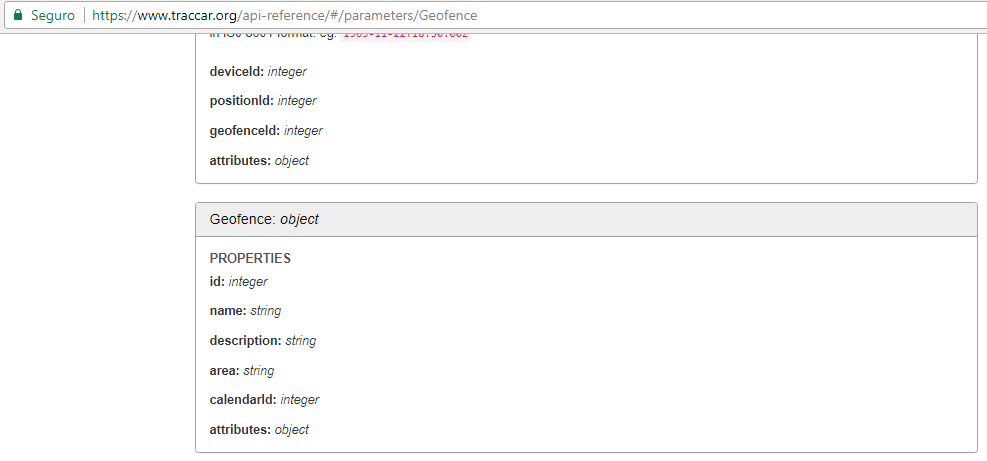 Seguro https://www.traccar.org/api-reference/#/parameters/Geofence
deviceId: integer
positionId: integer
geofenceId: integer
attributes: object
Geofence: object
PROPERTIES
id: integer
name: string
description: string
area: string
calendarId: integer
attributes: object